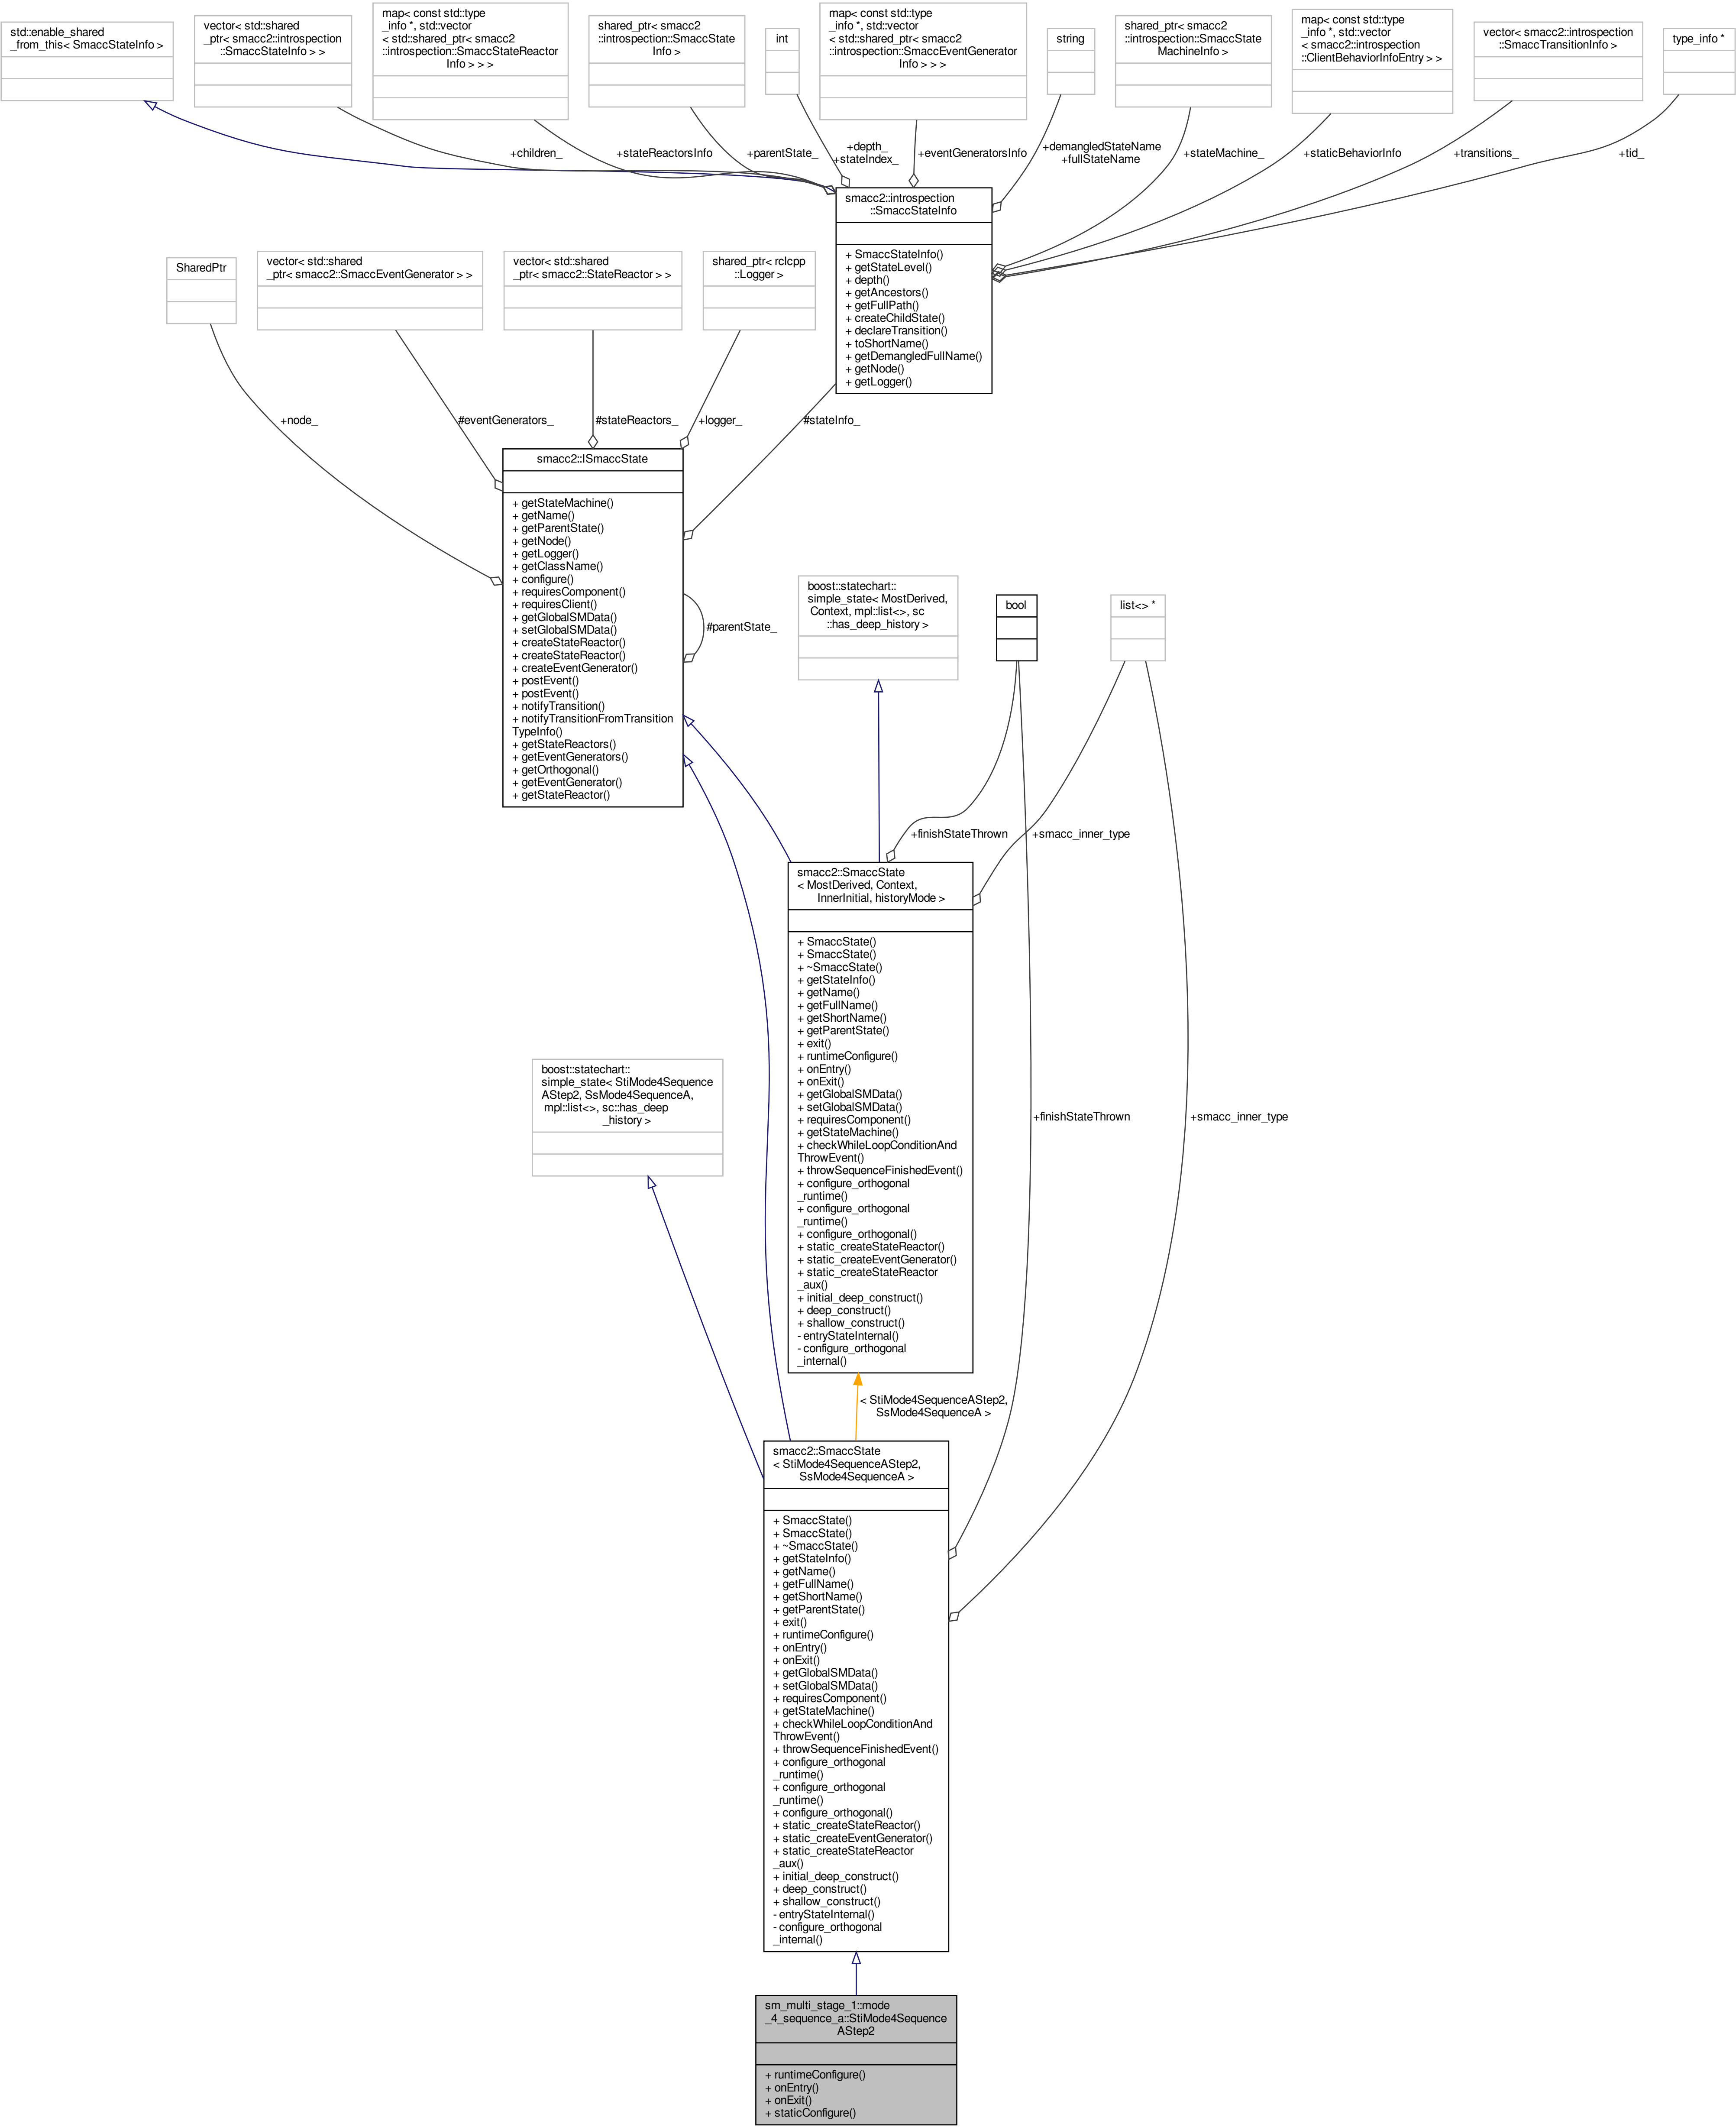 std::enable_shared
_from_this< SmaccStateInfo >
vector< std::shared
_ptr< smacc2::introspection
::SmaccStateInfo > >
map< const std::type
_info *, std::vector
< std::shared_ptr< smacc2
::introspection::SmaccStateReactor
Info > > >
shared_ptr< smacc2
::introspection::SmaccState
Info >
int
map< const std::type
_info *, std::vector
< std::shared_ptr< smacc2
::introspection::SmaccEventGenerator
Info > > >
string
shared_ptr< smacc2
::introspection::SmaccState
MachineInfo >
map< const std::type
_info *, std::vector
< smacc2::introspection
::ClientBehaviorInfoEntry > >
vector< smacc2::introspection
::SmaccTransitionInfo >
type_info *
+children_
+stateReactorsInfo
+parentState_
+depth_
+stateIndex_
+eventGeneratorsInfo
+demangledStateName
+fullStateName
+stateMachine_
+staticBehaviorInfo
+transitions_
+tid_
smacc2::introspection
::SmaccStateInfo
+ SmaccStateInfo()
+ getStateLevel()
+ depth()
+ getAncestors()
+ getFullPath()
+ createChildState()
+ declareTransition()
+ toShortName()
+ getDemangledFullName()
+ getNode()
+ getLogger()
SharedPtr
vector< std::shared
_ptr< smacc2::SmaccEventGenerator > >
vector< std::shared
_ptr< smacc2::StateReactor > >
shared_ptr< rclcpp
::Logger >
+node_
#eventGenerators_
#stateReactors_
+logger_
#stateInfo_
smacc2::ISmaccState
+ getStateMachine()
+ getName()
+ getParentState()
+ getNode()
+ getLogger()
+ getClassName()
+ configure()
+ requiresComponent()
+ requiresClient()
+ getGlobalSMData()
+ setGlobalSMData()
+ createStateReactor()
+ createStateReactor()
+ createEventGenerator()
+ postEvent()
+ postEvent()
+ notifyTransition()
+ notifyTransitionFromTransition
TypeInfo()
+ getStateReactors()
+ getEventGenerators()
+ getOrthogonal()
+ getEventGenerator()
+ getStateReactor()
#parentState_
boost::statechart::
simple_state< MostDerived,
Context, mpl::list<>, sc
::has_deep_history >
bool
list<> *
+finishStateThrown
+smacc_inner_type
smacc2::SmaccState
< MostDerived, Context,
InnerInitial, historyMode >
+ SmaccState()
+ SmaccState()
+ ~SmaccState()
+ getStateInfo()
+ getName()
+ getFullName()
+ getShortName()
+ getParentState()
+ exit()
+ runtimeConfigure()
+ onEntry()
+ onExit()
+ getGlobalSMData()
+ setGlobalSMData()
+ requiresComponent()
+ getStateMachine()
+ checkWhileLoopConditionAnd
ThrowEvent()
+ throwSequenceFinishedEvent()
+ configure_orthogonal
_runtime()
+ configure_orthogonal
_runtime()
+ configure_orthogonal()
+ static_createStateReactor()
+ static_createEventGenerator()
+ static_createStateReactor
_aux()
+ initial_deep_construct()
+ deep_construct()
+ shallow_construct()
- entryStateInternal()
- configure_orthogonal
_internal()
boost::statechart::
simple_state< StiMode4Sequence
AStep2, SsMode4SequenceA,
mpl::list<>, sc::has_deep
_history >
+finishStateThrown
+smacc_inner_type
< StiMode4SequenceAStep2,
SsMode4SequenceA >
smacc2::SmaccState
< StiMode4SequenceAStep2,
SsMode4SequenceA >
+ SmaccState()
+ SmaccState()
+ ~SmaccState()
+ getStateInfo()
+ getName()
+ getFullName()
+ getShortName()
+ getParentState()
+ exit()
+ runtimeConfigure()
+ onEntry()
+ onExit()
+ getGlobalSMData()
+ setGlobalSMData()
+ requiresComponent()
+ getStateMachine()
+ checkWhileLoopConditionAnd
ThrowEvent()
+ throwSequenceFinishedEvent()
+ configure_orthogonal
_runtime()
+ configure_orthogonal
_runtime()
+ configure_orthogonal()
+ static_createStateReactor()
+ static_createEventGenerator()
+ static_createStateReactor
_aux()
+ initial_deep_construct()
+ deep_construct()
+ shallow_construct()
- entryStateInternal()
- configure_orthogonal
_internal()
sm_multi_stage_1::mode
_4_sequence_a::StiMode4Sequence
AStep2
+ runtimeConfigure()
+ onEntry()
+ onExit()
+ staticConfigure()